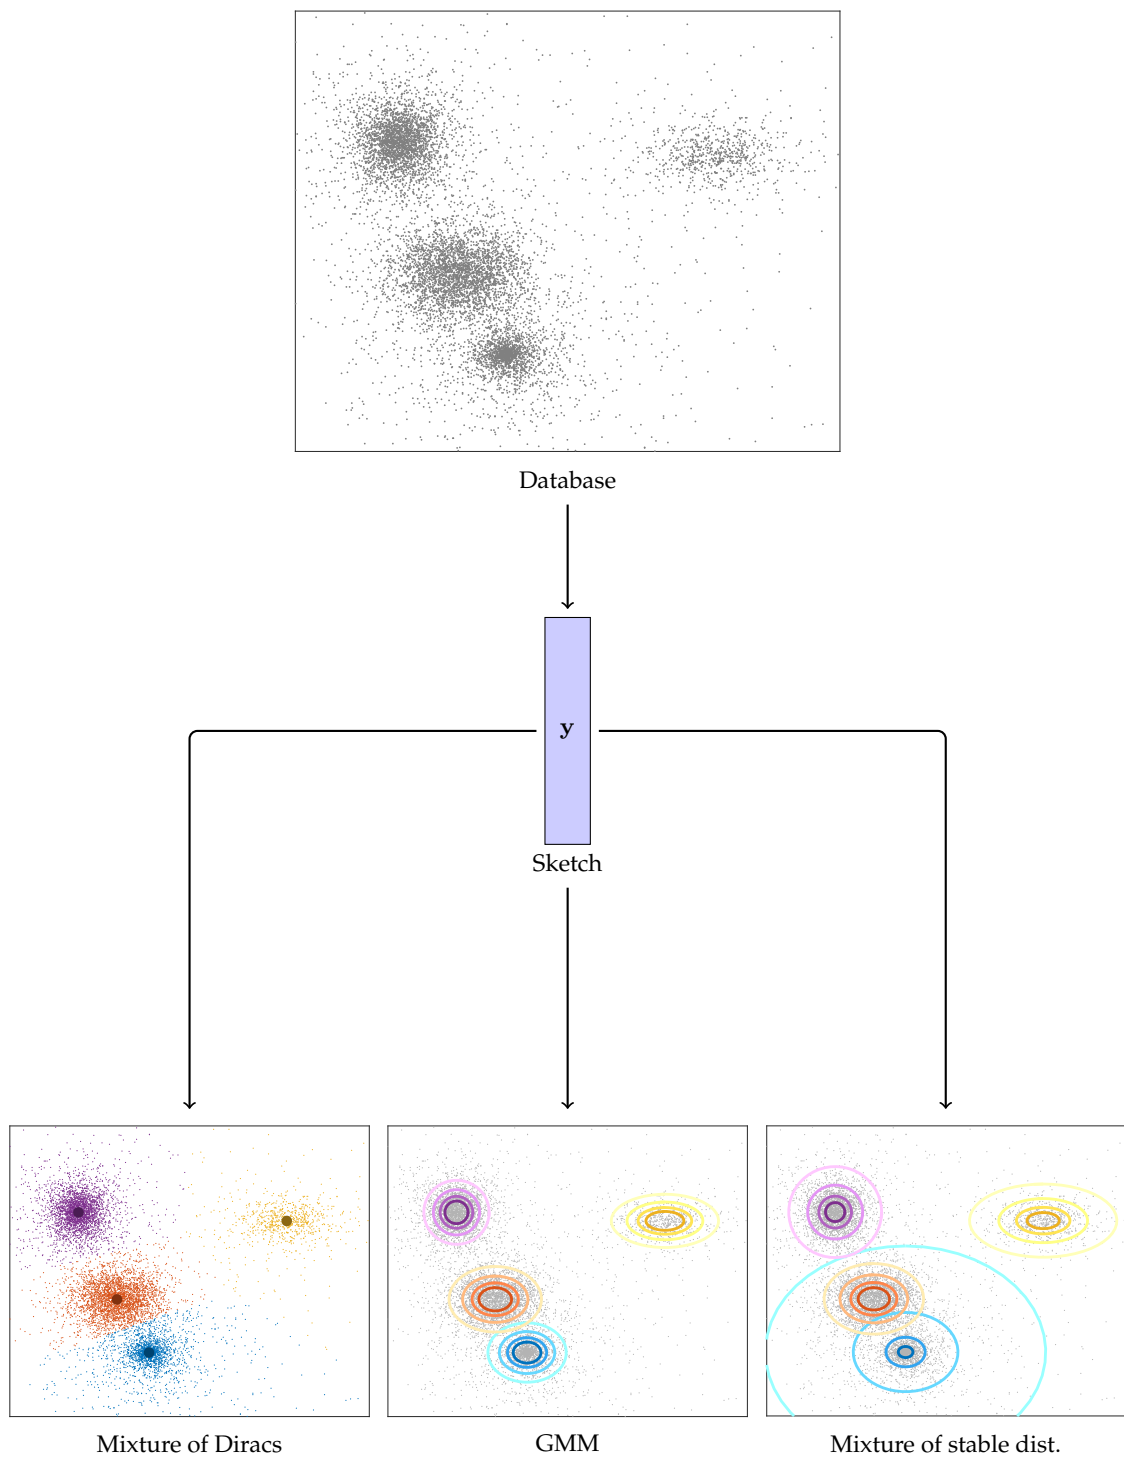 Database
y
Sketch
Mixture of Diracs
GMM
Mixture of stable dist.